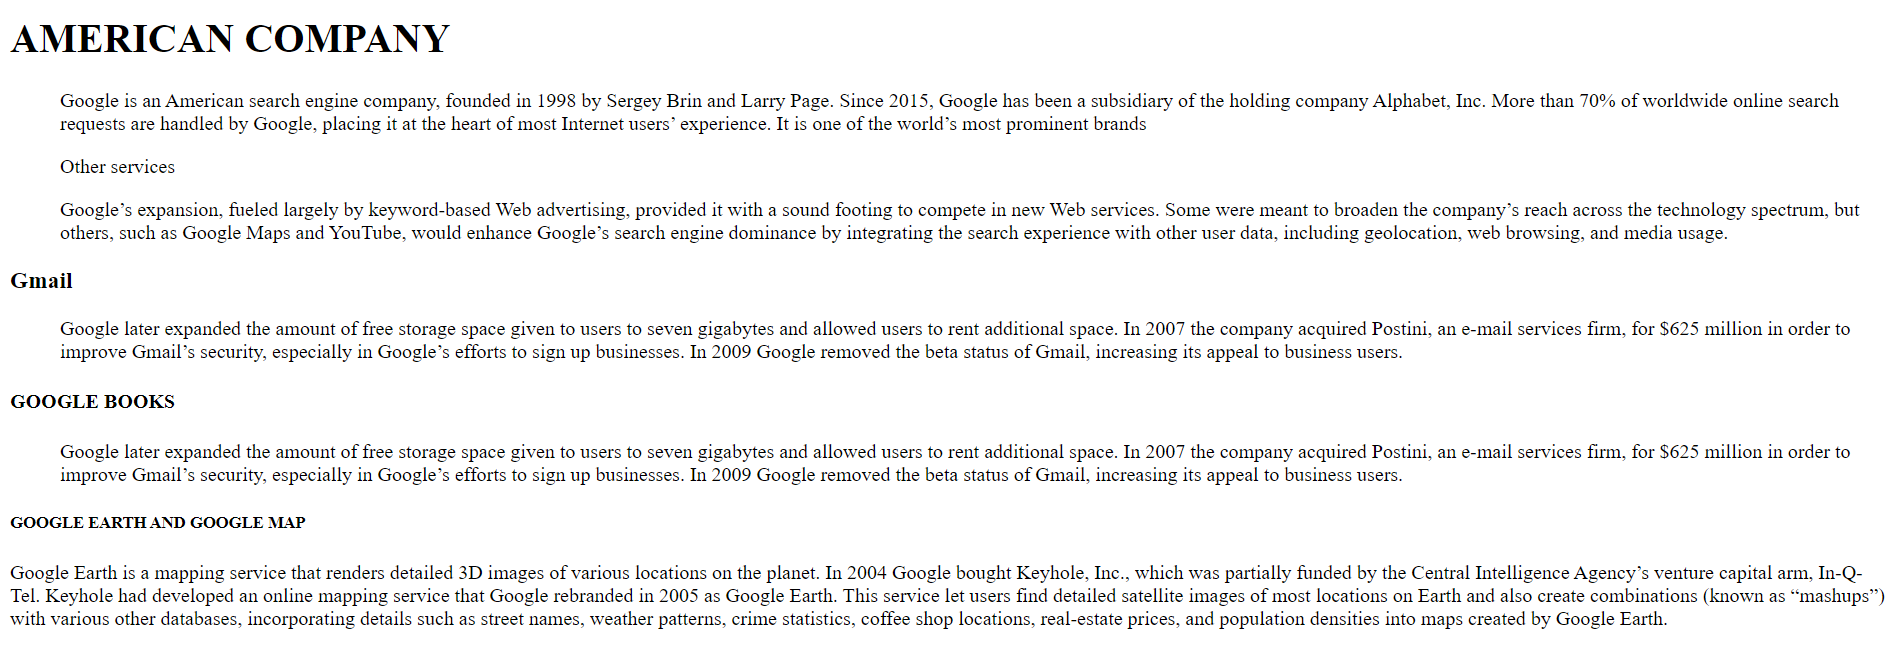 AMERICAN COMPANY
Google is an American search engine company, founded in 1998 by Sergey Brin and Larry Page. Since 2015, Google has been a subsidiary of the holding company Alphabet, Inc. More than 70% of worldwide online search
requests are handled by Google, placing it at the heart of most Internet users’ experience. It is one of the world’s most prominent brands
Other services
Google’s expansion, fueled largely by keyword-based Web advertising, provided it with a sound footing to compete in new Web services. Some were meant to broaden the company’s reach across the technology spectrum, but
others, such as Google Maps and YouTube, would enhance Google’s search engine dominance by integrating the search experience with other user data, including geolocation, web browsing, and media usage.
Gmail
Google later expanded the amount of free storage space given to users to seven gigabytes and allowed users to rent additional space. In 2007 the company acquired Postini, an e-mail services firm, for $625 million in order to
improve Gmail’s security, especially in Google’s efforts to sign up businesses. In 2009 Google removed the beta status of Gmail, increasing its appeal to business users.
GOOGLE BOOKS
Google later expanded the amount of free storage space given to users to seven gigabytes and allowed users to rent additional space. In 2007 the company acquired Postini, an e-mail services firm, for $625 million in order to
improve Gmail’s security, especially in Google’s efforts to sign up businesses. In 2009 Google removed the beta status of Gmail, increasing its appeal to business users.
GOOGLE EARTH AND GOOGLE MAP
Google Earth is a mapping service that renders detailed 3D images of various locations on the planet. In 2004 Google bought Keyhole, Inc., which was partially funded by the Central Intelligence Agency’s venture capital arm, In-Q-
Tel. Keyhole had developed an online mapping service that Google rebranded in 2005 as Google Earth. This service let users find detailed satellite images of most locations on Earth and also create combinations (known as “mashups”)
with various other databases, incorporating details such as street names, weather patterns, crime statistics, coffee shop locations, real-estate prices, and population densities into maps created by Google Earth.